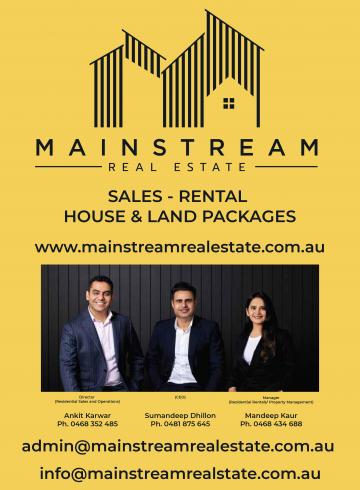 MAINSTREAM
REAL ESTATE
SALES - RENTAL
HOUSE & LAND PACKAGES
www.mainstreamrealestate.com.au
Director
(Residential Sales and Operations)
(CEO)
Manager
(Residential Rentals/ Property Management)
Ankit Karwar
Ph. 0468 352 485
Sumandeep Dhillon
Ph. 0481 875 645
Mandeep Kaur
Ph. 0468 434 688
admin@mainstreamrealestate.com.au
info@mainstreamrealstate.com.au